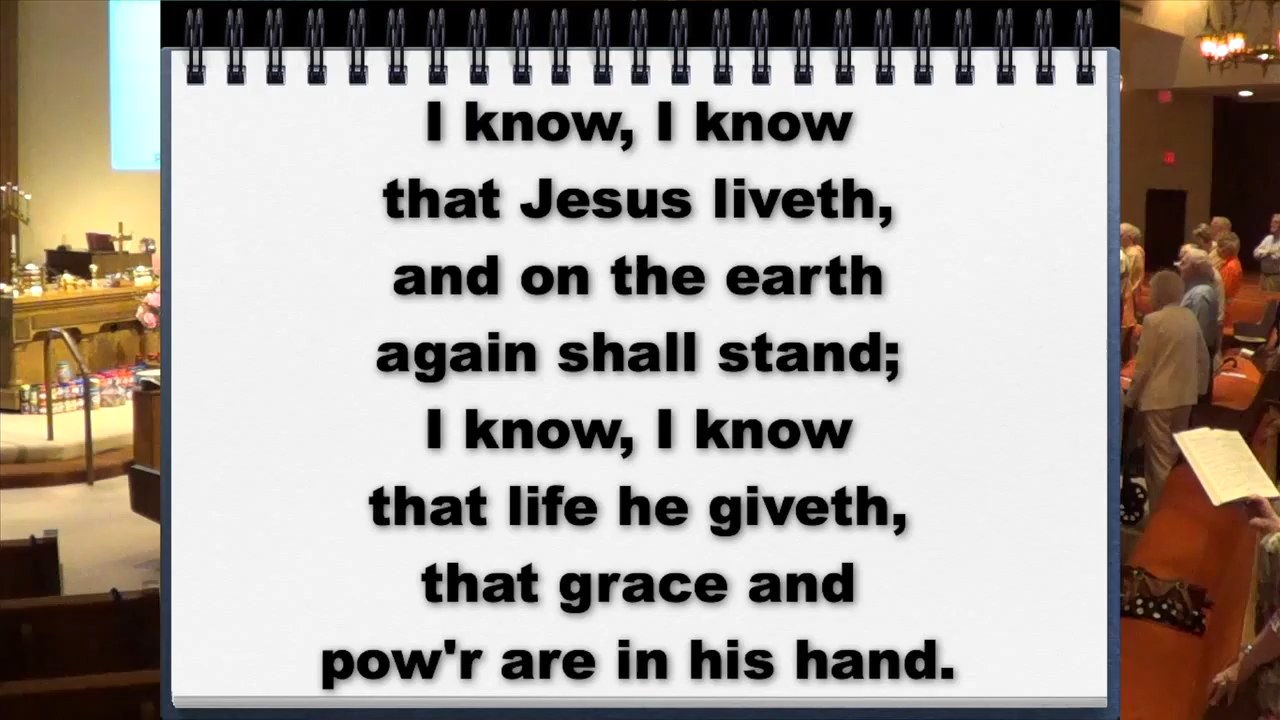 I know, I know
that Jesus liveth,
and on the earth
again shall stand;
I know, I know
that life he giveth,
that grace and
pow'r are in his hand.